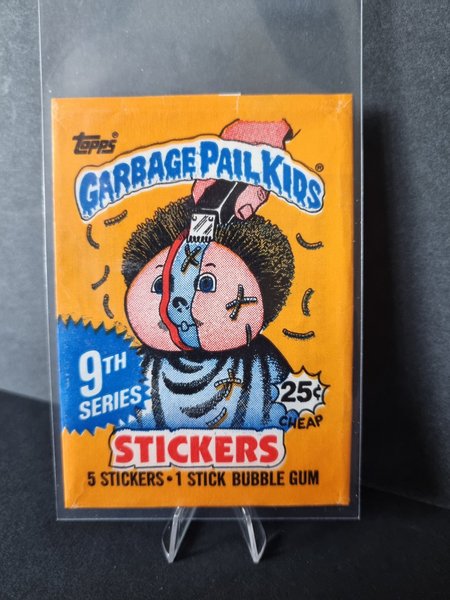 Topps®
GARBAGE PAIL KIDS®
9TH
SERIES
25¢
CHEAP
STICKERS
5 STICKERS • 1 STICK BUBBLE GUM